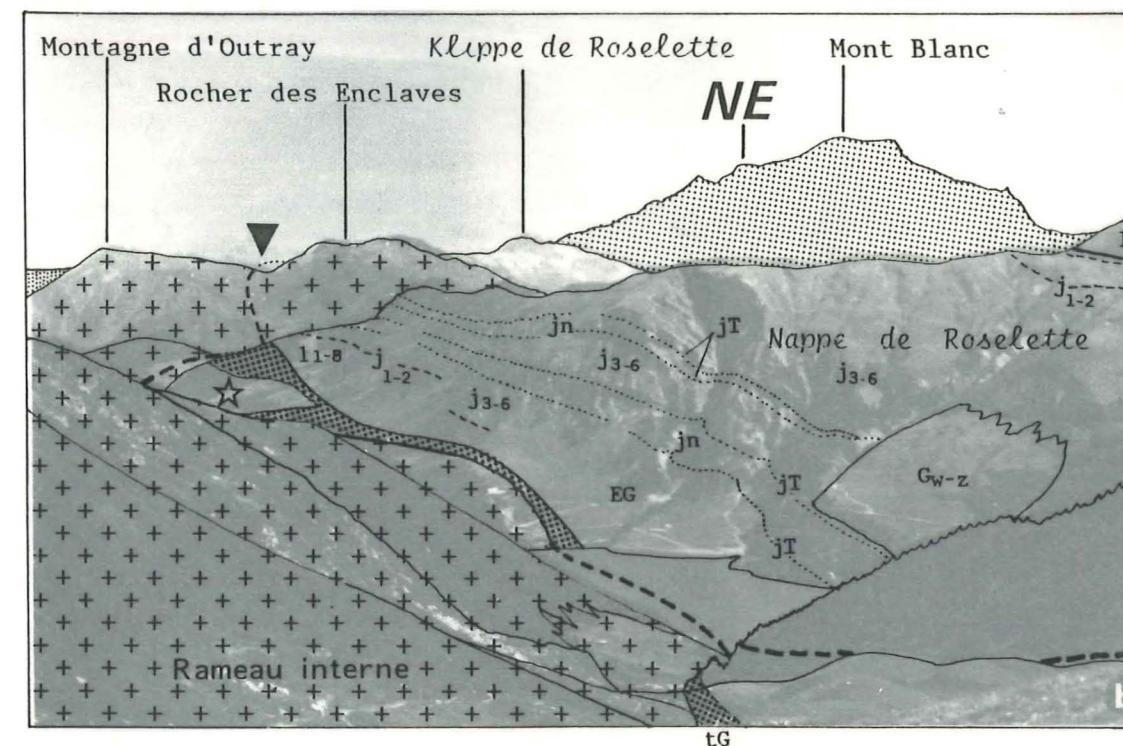 Montagne d'Outray
Klippe de Roselette
Mont Blanc
Rocher des Enclaves
NE
j1-2
jn
jT
Nappe de Roselette
l1-8
j1-2
j3-6
j3-6
j3-6
jn
Gw-z
EG
jT
jT
Rameau interne
b
tG